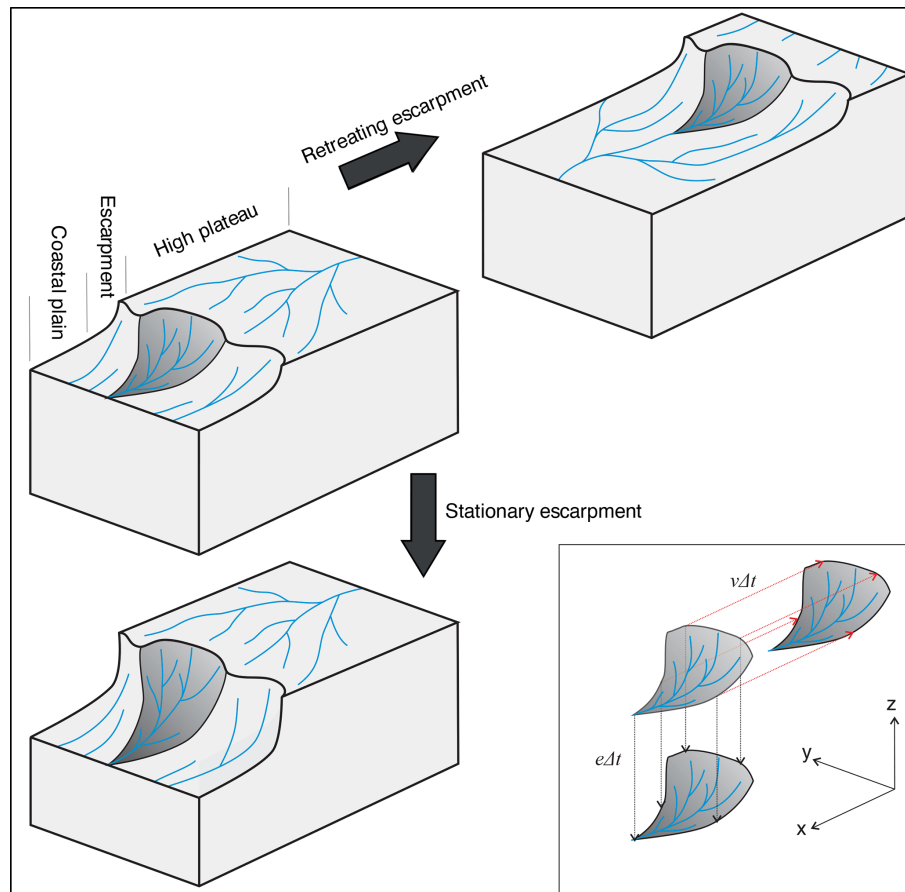 Retreating escarpment
High plateau
Escarpment
Coastal plain
Stationary escarpment
vΔt
eΔt
z
y
x